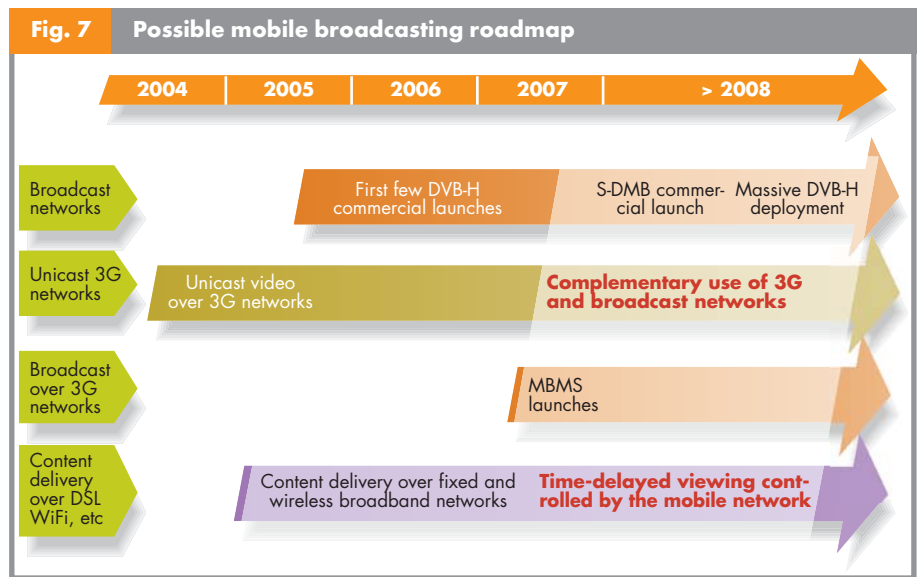 Fig. 7 Possible mobile broadcasting roadmap
2004 2005 2006 2007 > 2008
Broadcast
networks
First few DVB-H
commercial launches
S-DMB commer-
cial launch
Massive DVB-H
deployment
Unicast 3G
networks
Unicast video
over 3G networks
Complementary use of 3G
and broadcast networks
Broadcast
over 3G
networks
MBMS
launches
Content
delivery
over DSL
WiFi, etc
Content delivery over fixed and
wireless broadband networks
Time-delayed viewing cont-
rolled by the mobile network